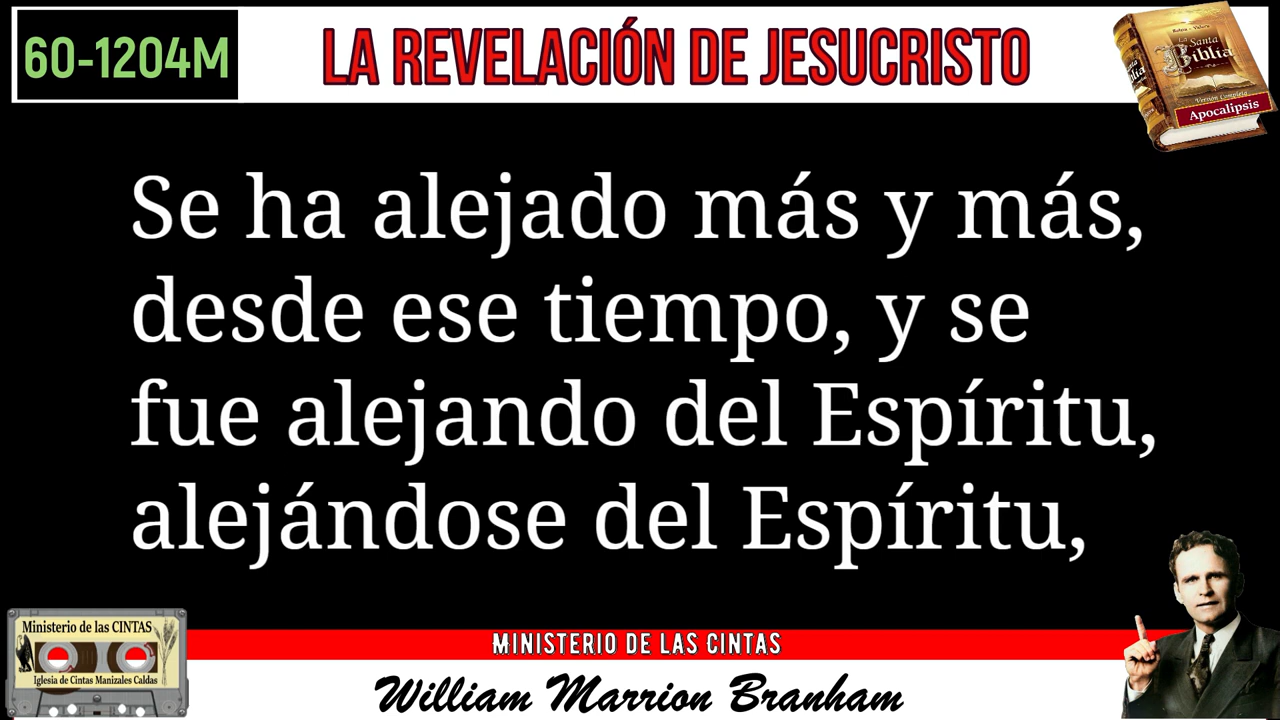 60-1204M
LA REVELACIÓN DE JESUCRISTO
La Santa
Biblia
Versión Completa
Apocalipsis
Se ha alejado más y más,
desde ese tiempo, y se
fue alejando del Espíritu,
alejándose del Espíritu,
Ministerio de las CINTAS
Iglesia de Cintas Manizales Caldas
MINISTERIO DE LAS CINTAS
William Marrion Branham